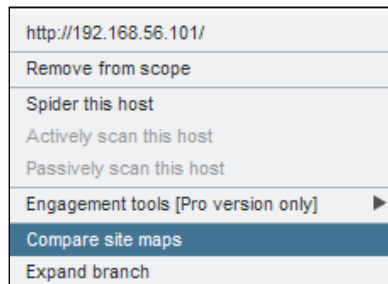 http://192.168.56.101/
Remove from scope
Spider this host
Actively scan this host
Passively scan this host
Engagement tools [Pro version only]
Compare site maps
Expand branch